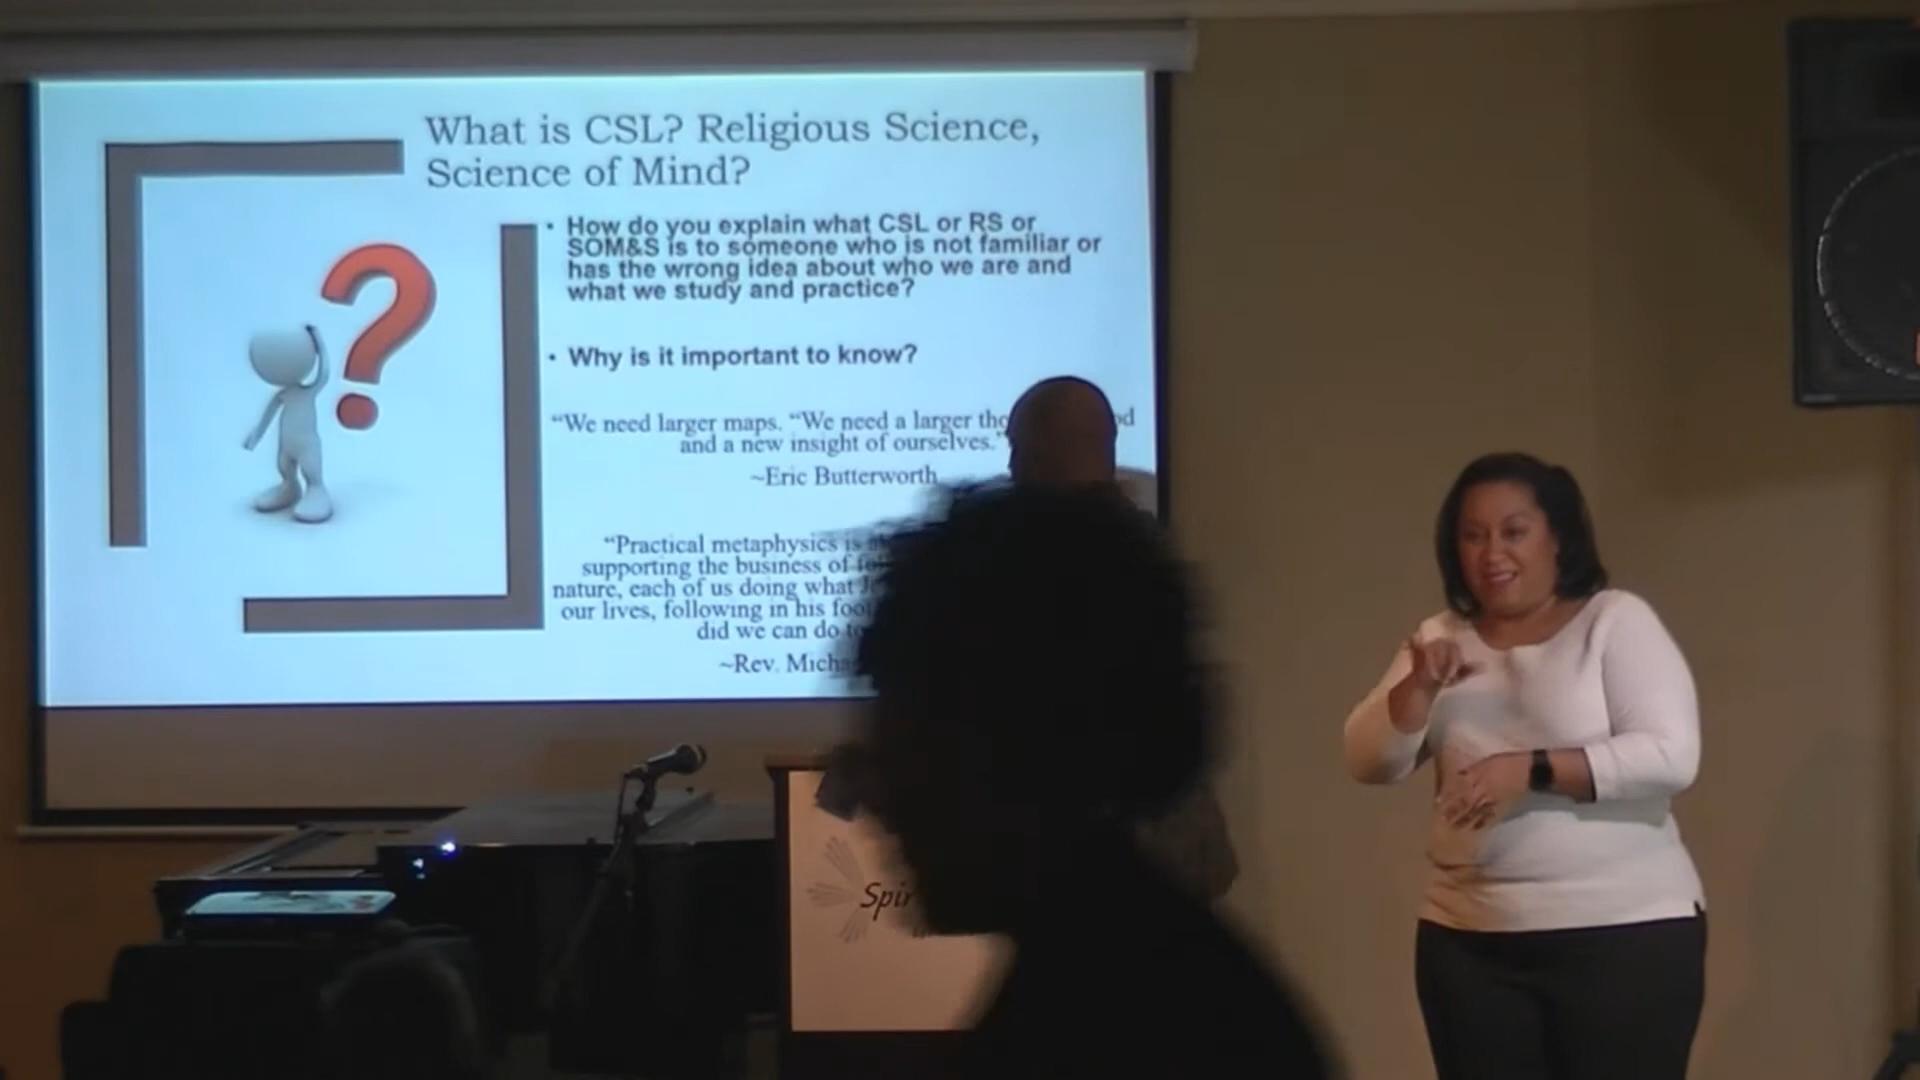 What is CSL? Religious Science,
Science of Mind?
• How do you explain what CSL or RS or
SOM&S is to someone who is not familiar or
has the wrong idea about who we are and
what we study and practice?
• Why is it important to know?
“We need larger maps. “We need a larger
and a new insight of ourselves.”
~Eric Butterworth
“Practical metaphysics is
supporting the business of
nature, each of us doing what
our lives, following in his
did we can do
~Rev.